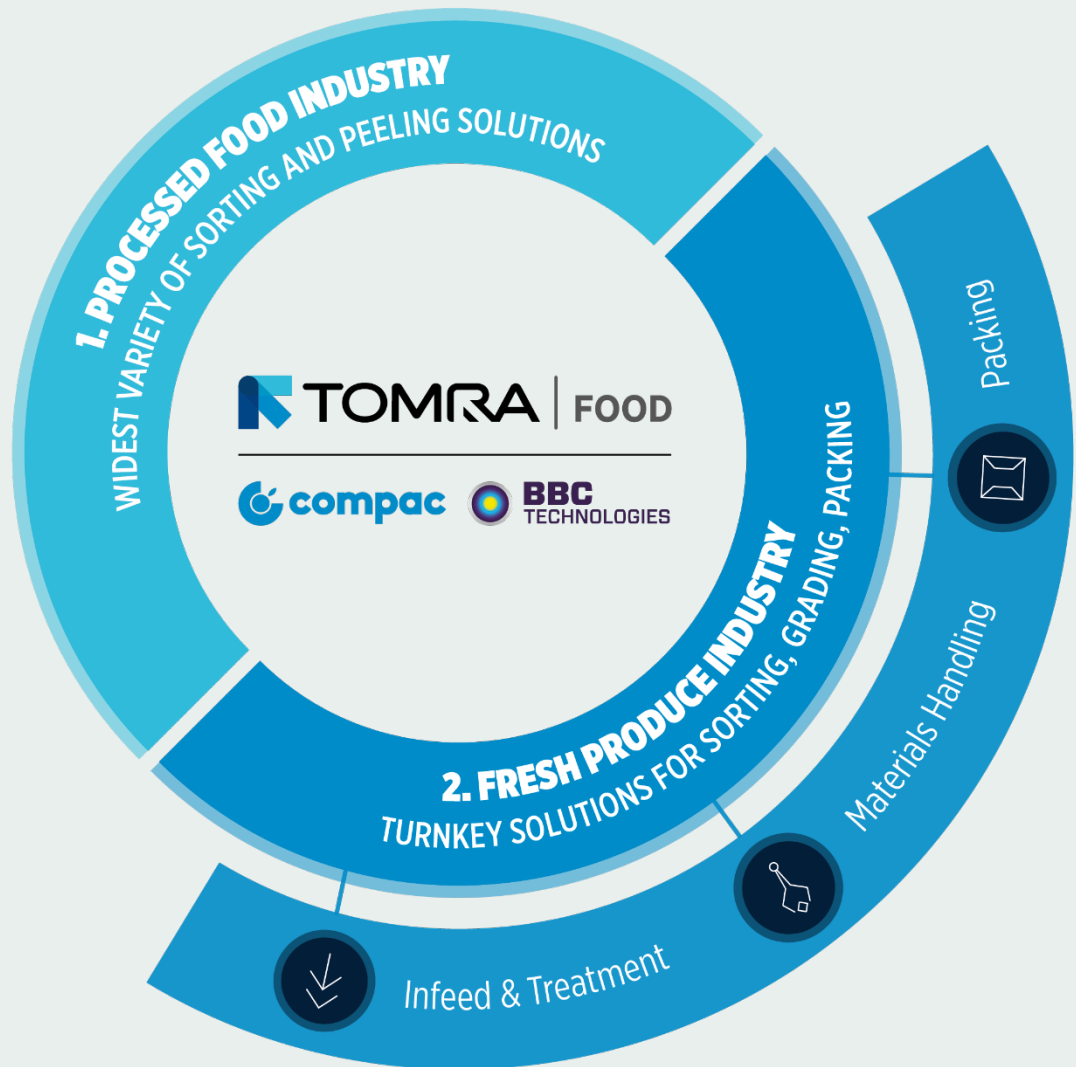 1. PROCESSED FOOD INDUSTRY
WIDEST VARIETY OF SORTING AND PEELING SOLUTIONS
TOMRA | FOOD
compac
BBC
TECHNOLOGIES
2. FRESH PRODUCE INDUSTRY
TURNKEY SOLUTIONS FOR SORTING, GRADING, PACKING
Packing
Materials Handling
Infeed & Treatment